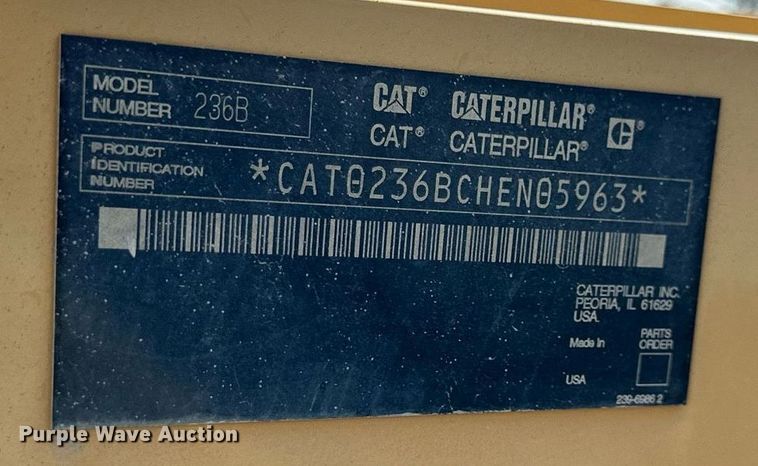 MODEL
NUMBER 236B
CAT® CATERPILLAR®
CAT® CATERPILLAR®
PRODUCT
IDENTIFICATION
NUMBER
*CAT0236BCHEN05963*
CATERPILLAR INC.
PEORIA, IL 61629
USA.
Made In
PARTS
ORDER
USA
239-6986 2
Purple Wave Auction